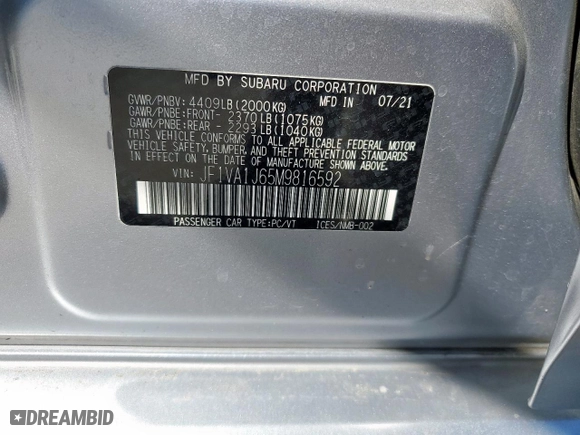 MFD BY SUBARU CORPORATION
GVWR/PNBV: 4409LB(2000KG) MFD IN 07/21
GAWR/PNBE:FRONT- 2370LB(1075KG)
GAWR/PNBE:REAR - 2293LB(1040KG)
THIS VEHICLE CONFORMS TO ALL APPLICABLE FEDERAL MOTOR
VEHICLE SAFETY, BUMPER, AND THEFT PREVENTION STANDARDS
IN EFFECT ON THE DATE OF MANUFACTURE SHOWN ABOVE.
VIN: JF1VA1J65M9816592
PASSENGER CAR TYPE:PC/VT ICES/NMB-002
DREAMBID